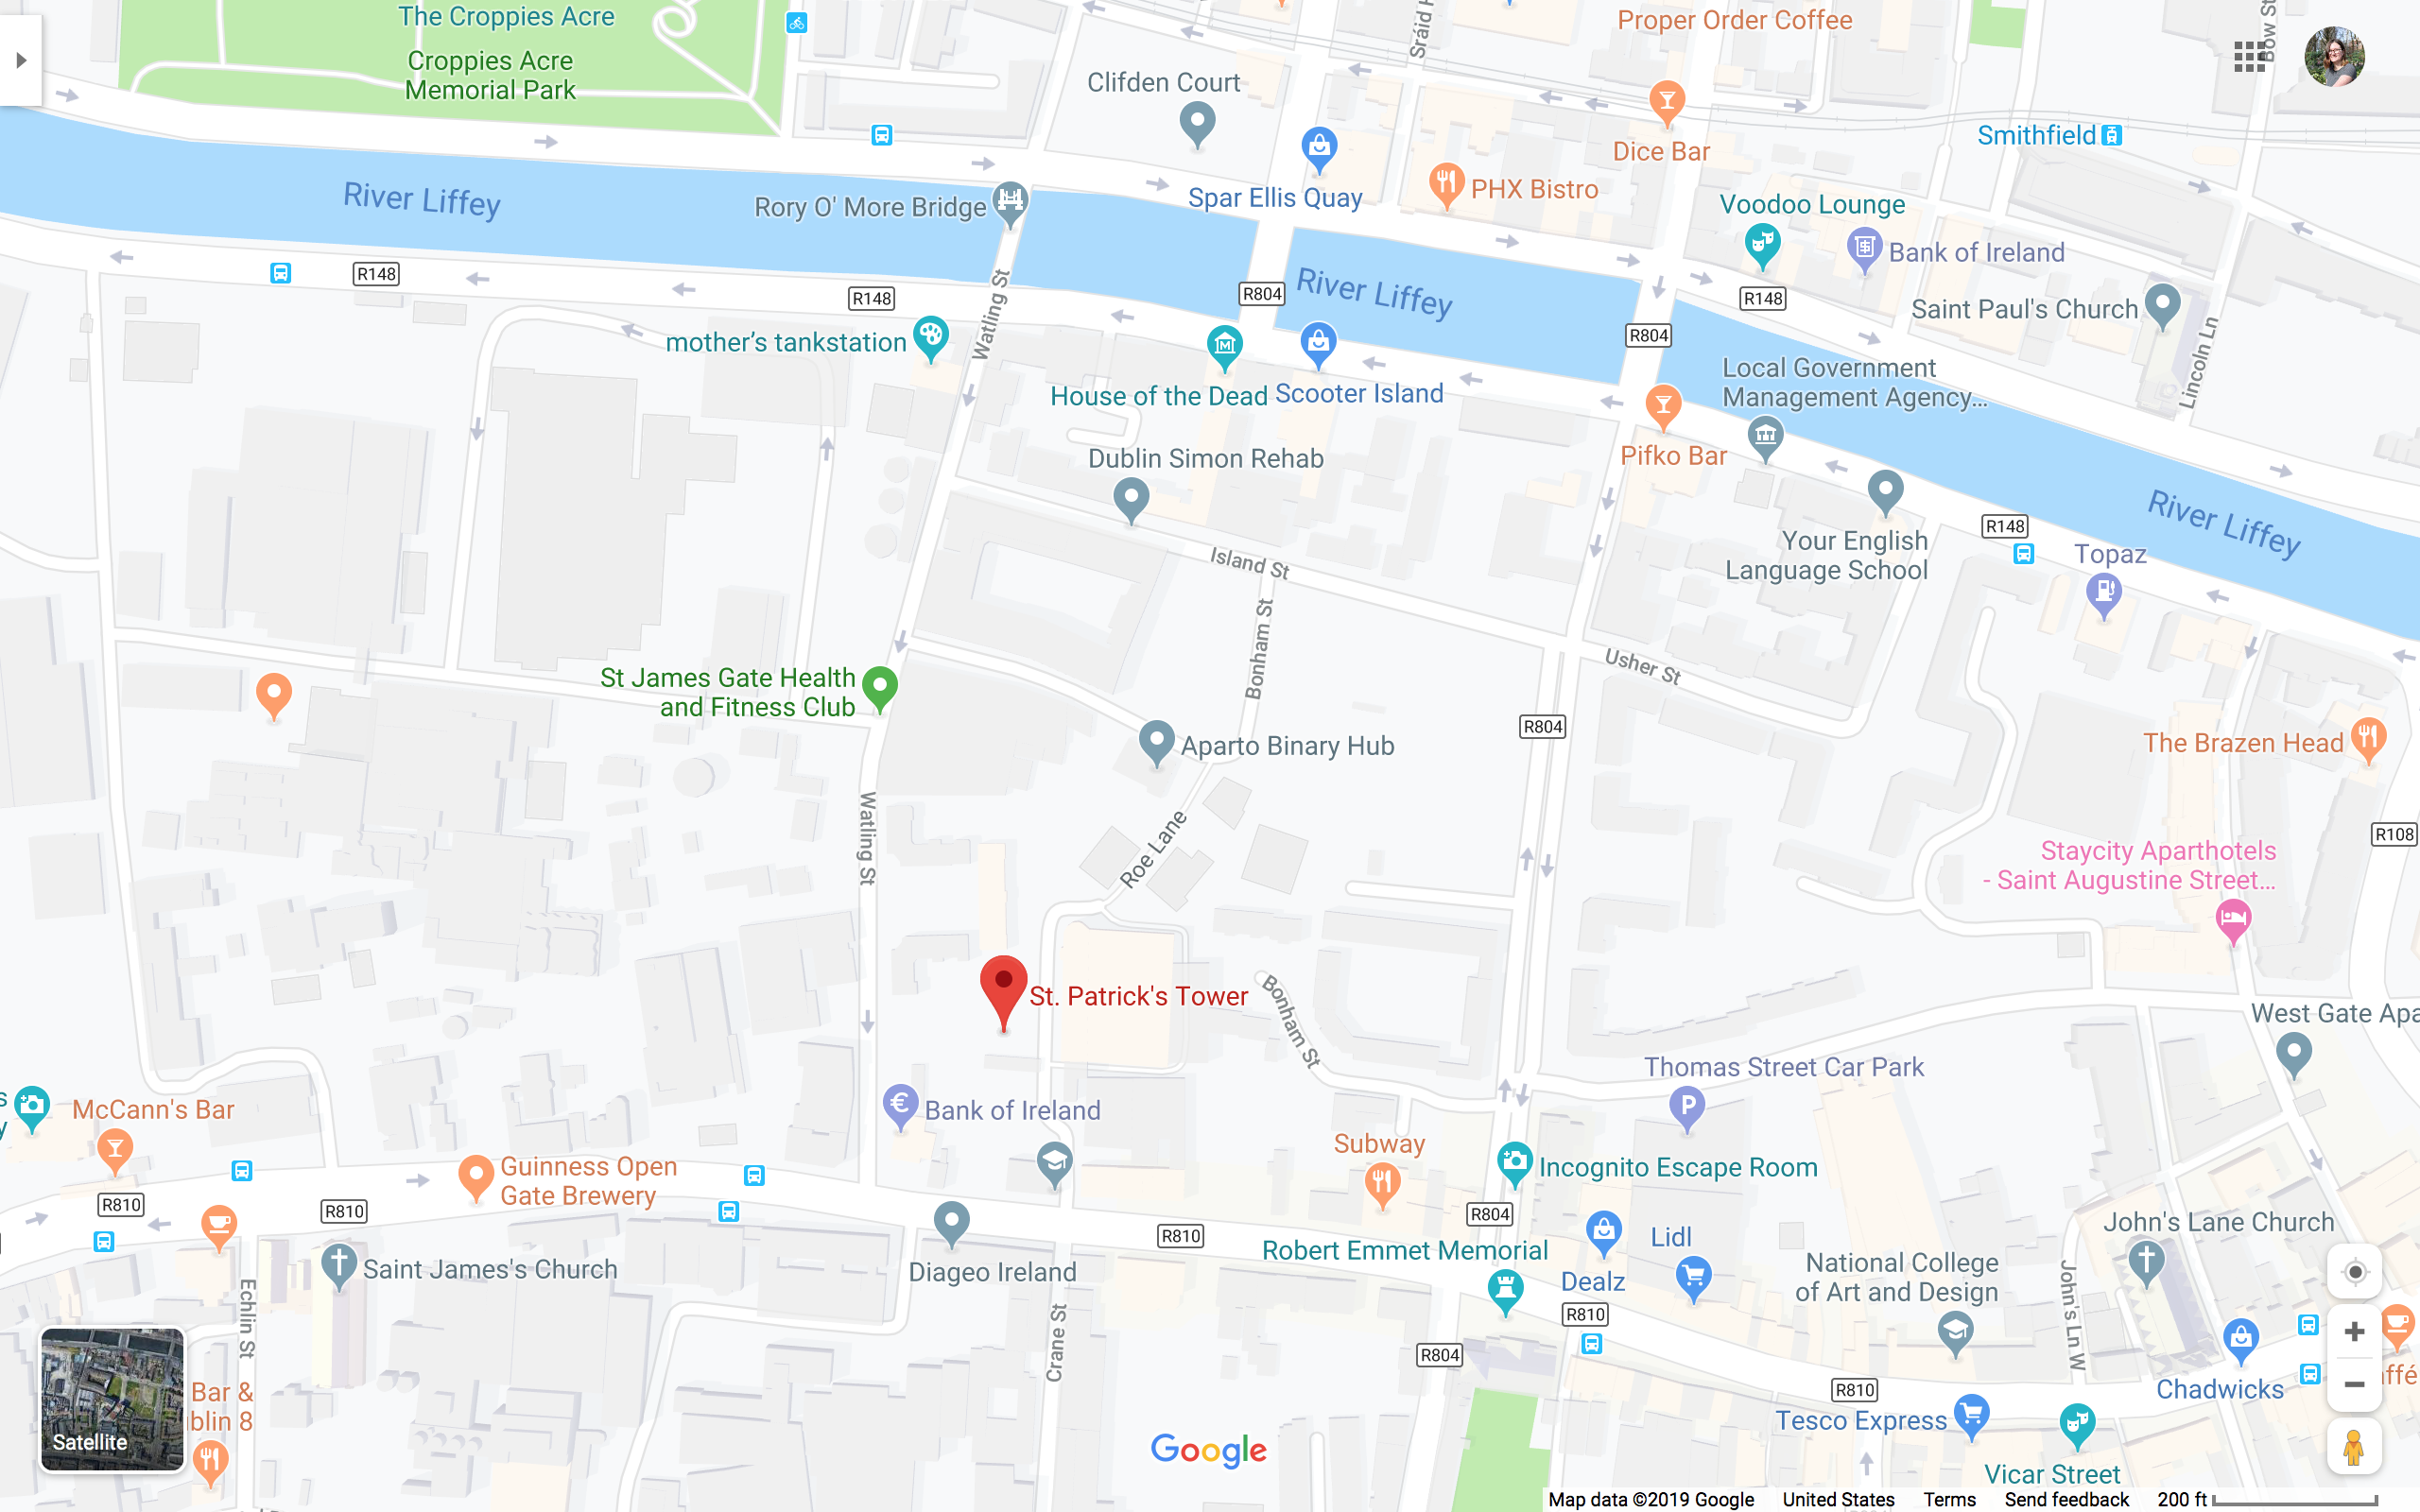 The Croppies Acre
Croppies Acre
Memorial Park
Clifden Court
Proper Order Coffee
Bow St
Dice Bar
Smithfield
River Liffey
Rory O' More Bridge
Spar Ellis Quay
PHX Bistro
Voodoo Lounge
Bank of Ireland
R148
R148
Watling St
R804
River Liffey
R148
Saint Paul's Church
Lincoln Ln
mother's tankstation
House of the Dead
Scooter Island
R804
Local Government
Management Agency...
Pifko Bar
Dublin Simon Rehab
Your English
Language School
R148
River Liffey
Topaz
Island St
Bonham St
Usher St
St James Gate Health
and Fitness Club
Aparto Binary Hub
R804
The Brazen Head
Watling St
Roe Lane
R108
Staycity Aparthotels
- Saint Augustine Street...
St. Patrick's Tower
Bonham St
West Gate Apa
Thomas Street Car Park
McCann's Bar
Bank of Ireland
Subway
Incognito Escape Room
Guinness Open
Gate Brewery
R810
R810
R810
R804
Saint James's Church
Diageo Ireland
Robert Emmet Memorial
Dealz
Lidl
National College
of Art and Design
John's Lane Church
Echlin St
Crane St
R804
R810
John's Ln W
R810
Chadwicks
ffé
Bar &
blin 8
Tesco Express
Satellite
Google
Vicar Street
Map data ©2019 Google United States Terms Send feedback 200 ft